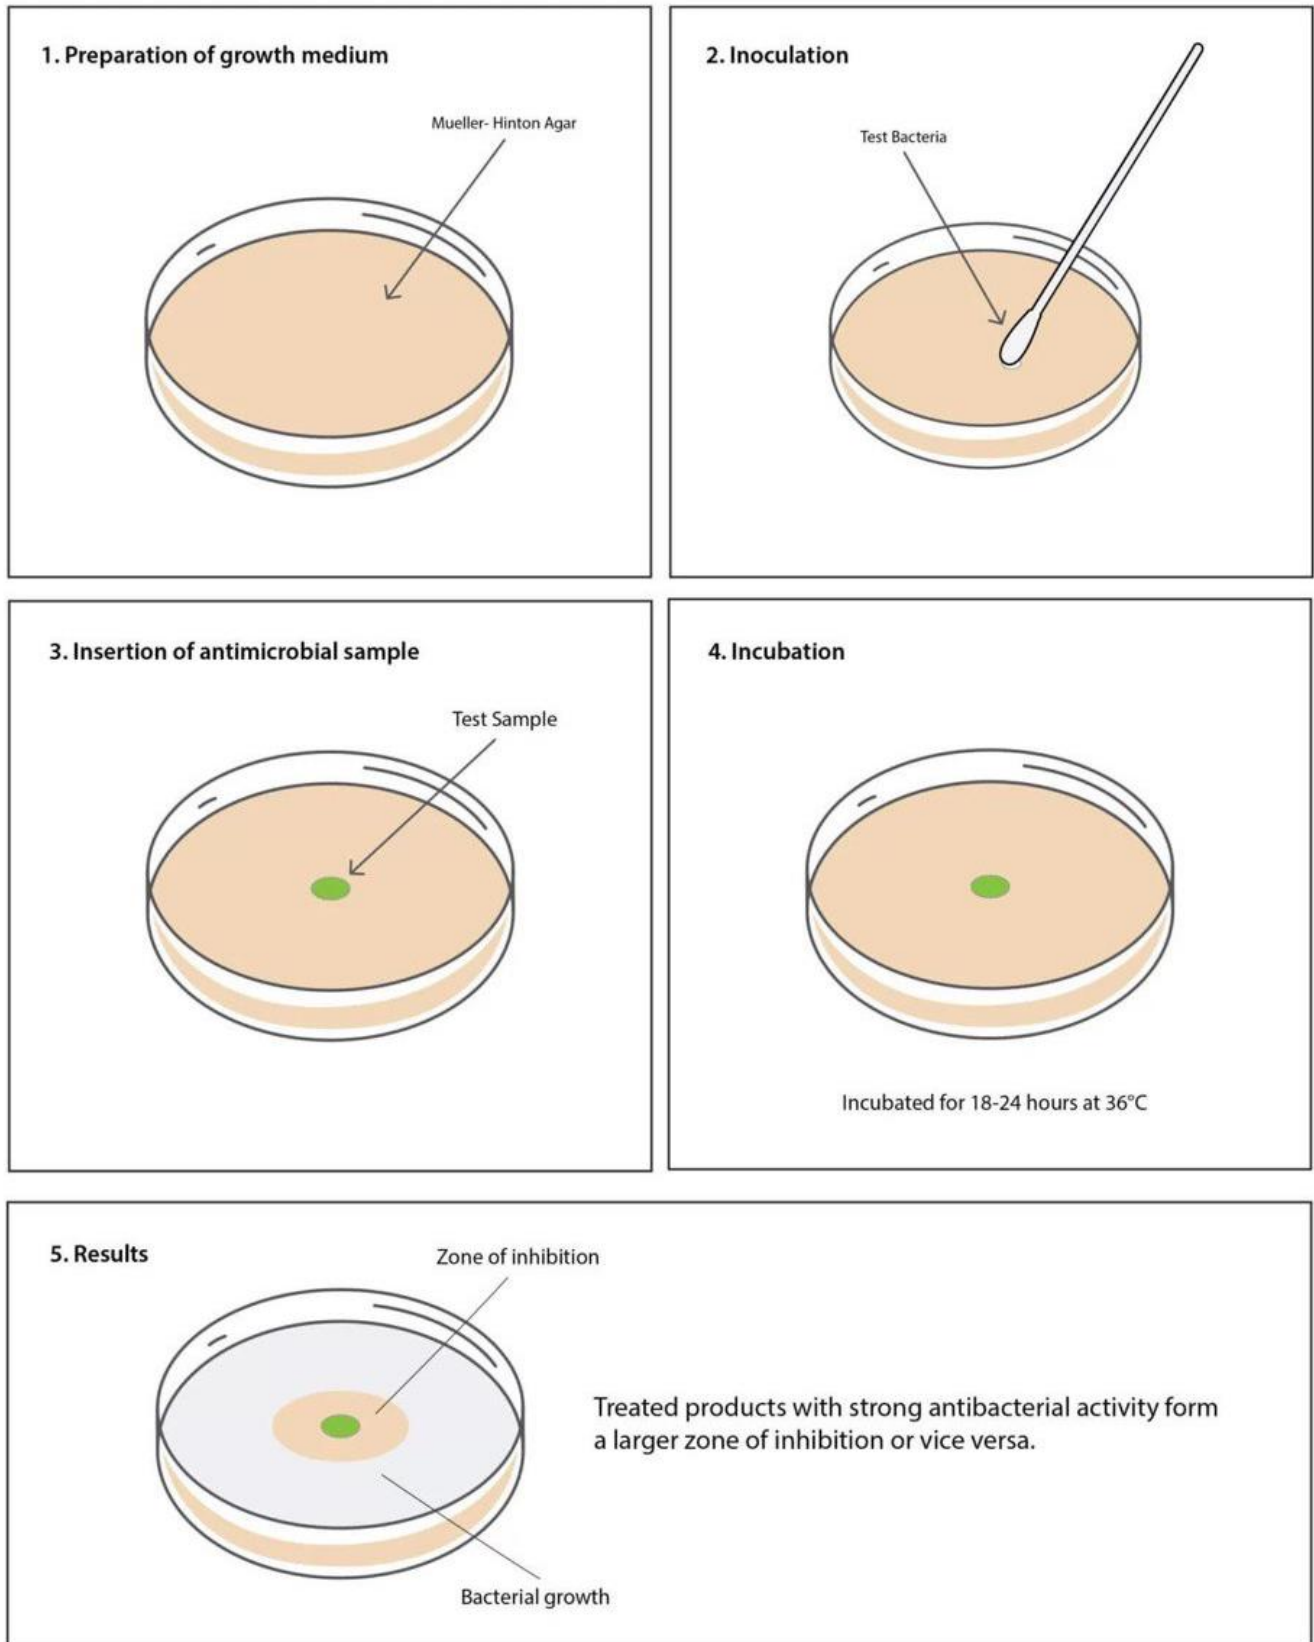 1. Preparation of growth medium
Mueller- Hinton Agar
2. Inoculation
Test Bacteria
3. Insertion of antimicrobial sample
Test Sample
4. Incubation
Incubated for 18-24 hours at 36°C
5. Results
Zone of inhibition
Treated products with strong antibacterial activity form
a larger zone of inhibition or vice versa.
Bacterial growth